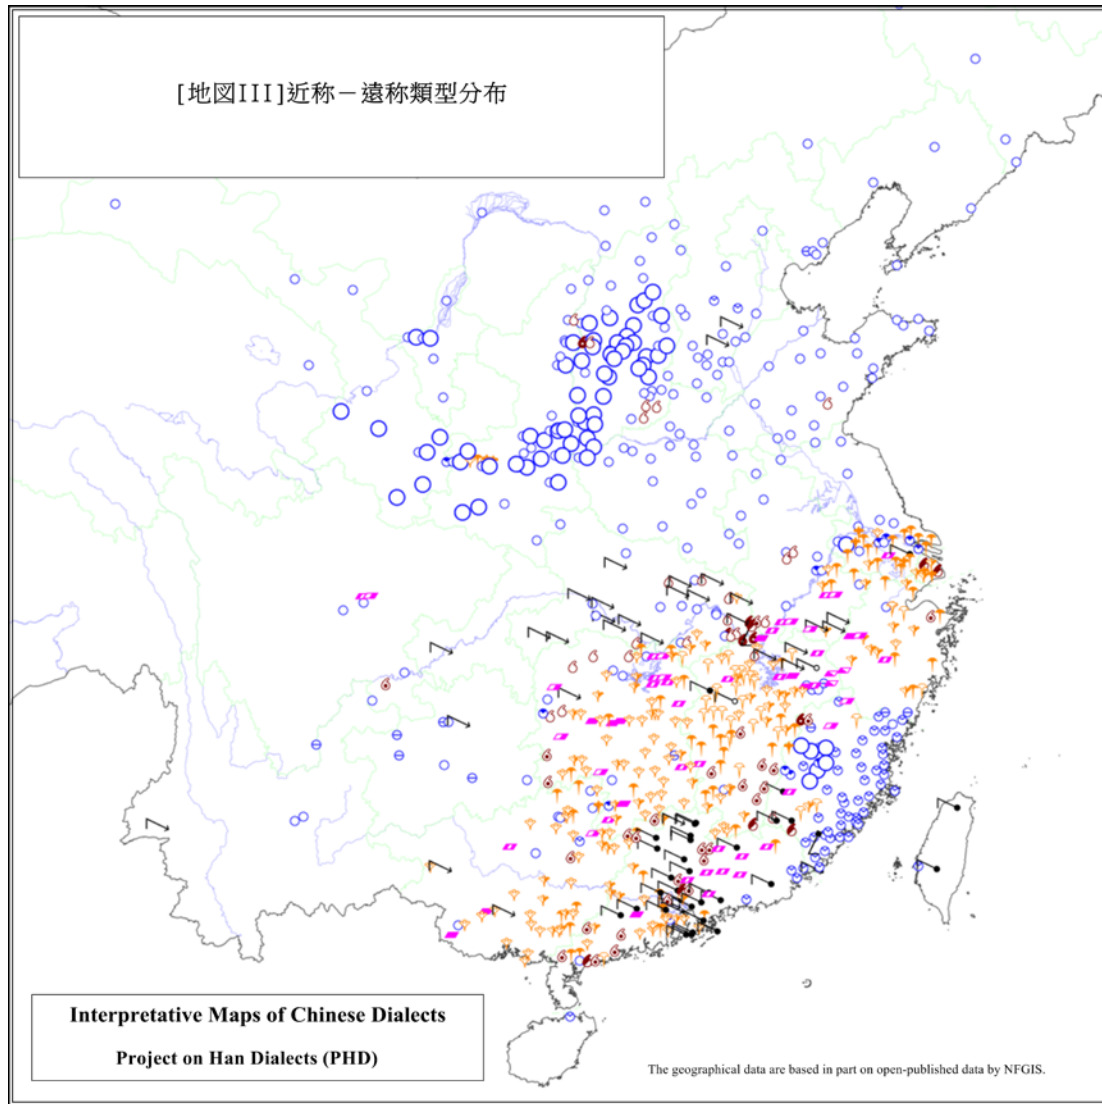 [地図III]近称－遠称類型分布
Interpretative Maps of Chinese Dialects
Project on Han Dialects (PHD)
The geographical data are based in part on open-published data by NFGIS.